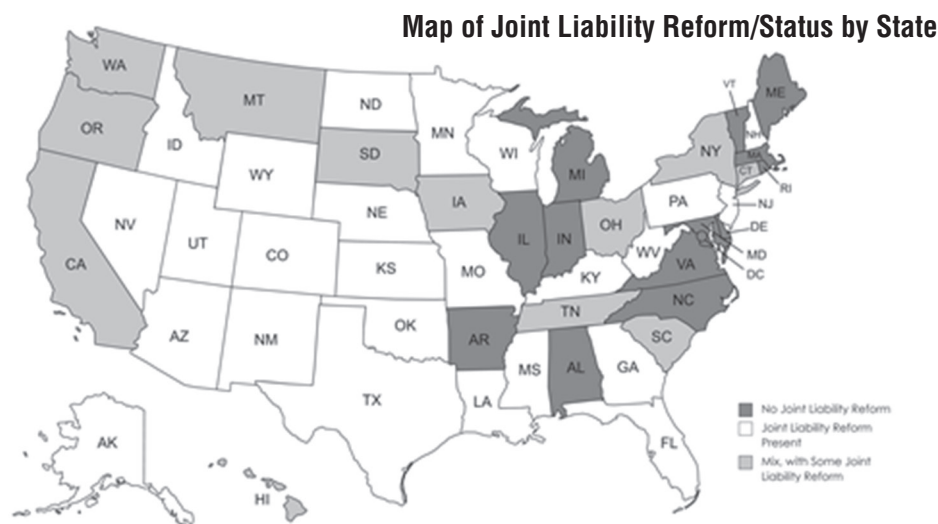 Map of Joint Liability Reform/Status by State
WA
MT
ND
MN
VT
ME
OR
ID
WY
SD
WI
MI
NY
NH
MA
CT
RI
NV
UT
CO
NE
IA
IL
IN
OH
PA
NJ
DE
MD
DC
CA
KS
MO
KY
WV
VA
AZ
NM
OK
AR
TN
NC
SC
TX
LA
MS
AL
GA
FL
AK
HI
No Joint Liability Reform
Joint Liability Reform
Present
Mix, with Some Joint
Liability Reform